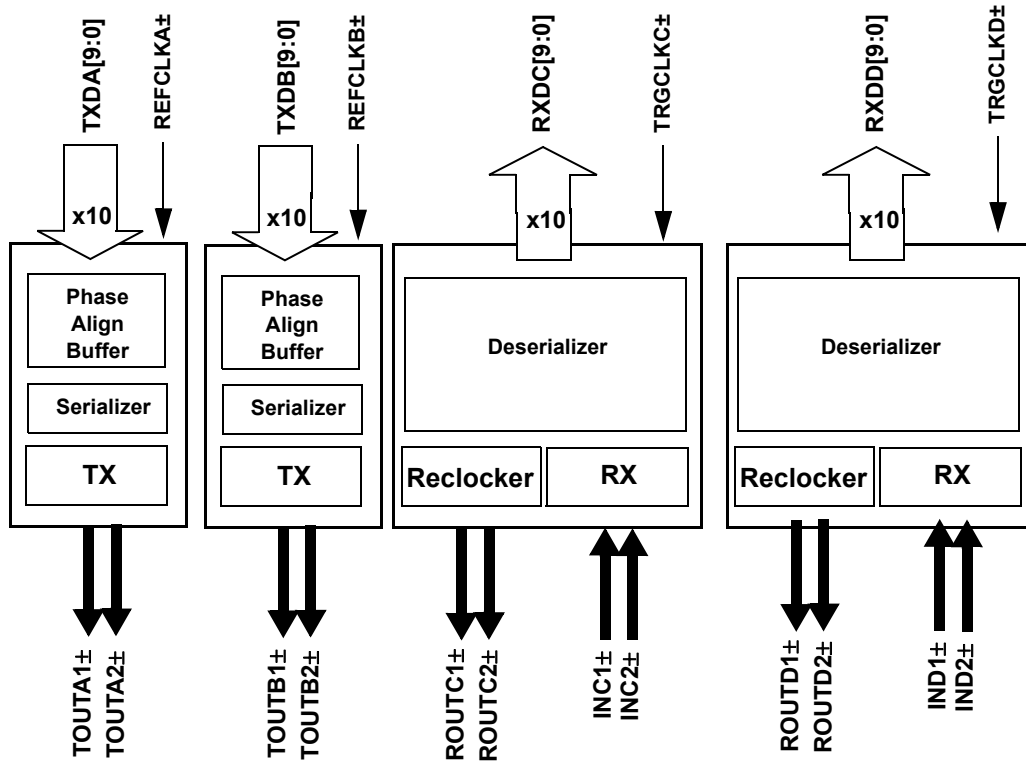 TXDA[9:0]
REFCLKA±
TXDB[9:0]
REFCLKB±
RXDC[9:0]
TRGCLKC±
RXDD[9:0]
TRGCLKD±
x10
x10
x10
x10
Phase
Align
Buffer
Serializer
TX
Phase
Align
Buffer
Serializer
TX
Deserializer
Reclocker
RX
Deserializer
Reclocker
RX
TOUTA1±
TOUTA2±
TOUTB1±
TOUTB2±
ROUTC1±
ROUTC2±
INC1±
INC2±
ROUTD1±
ROUTD2±
IND1±
IND2±